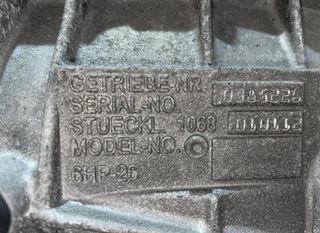 GETRIEBE-NR.
SERIAL-NO.
STUECKL. 1068
MODEL-NO.
6HP-26